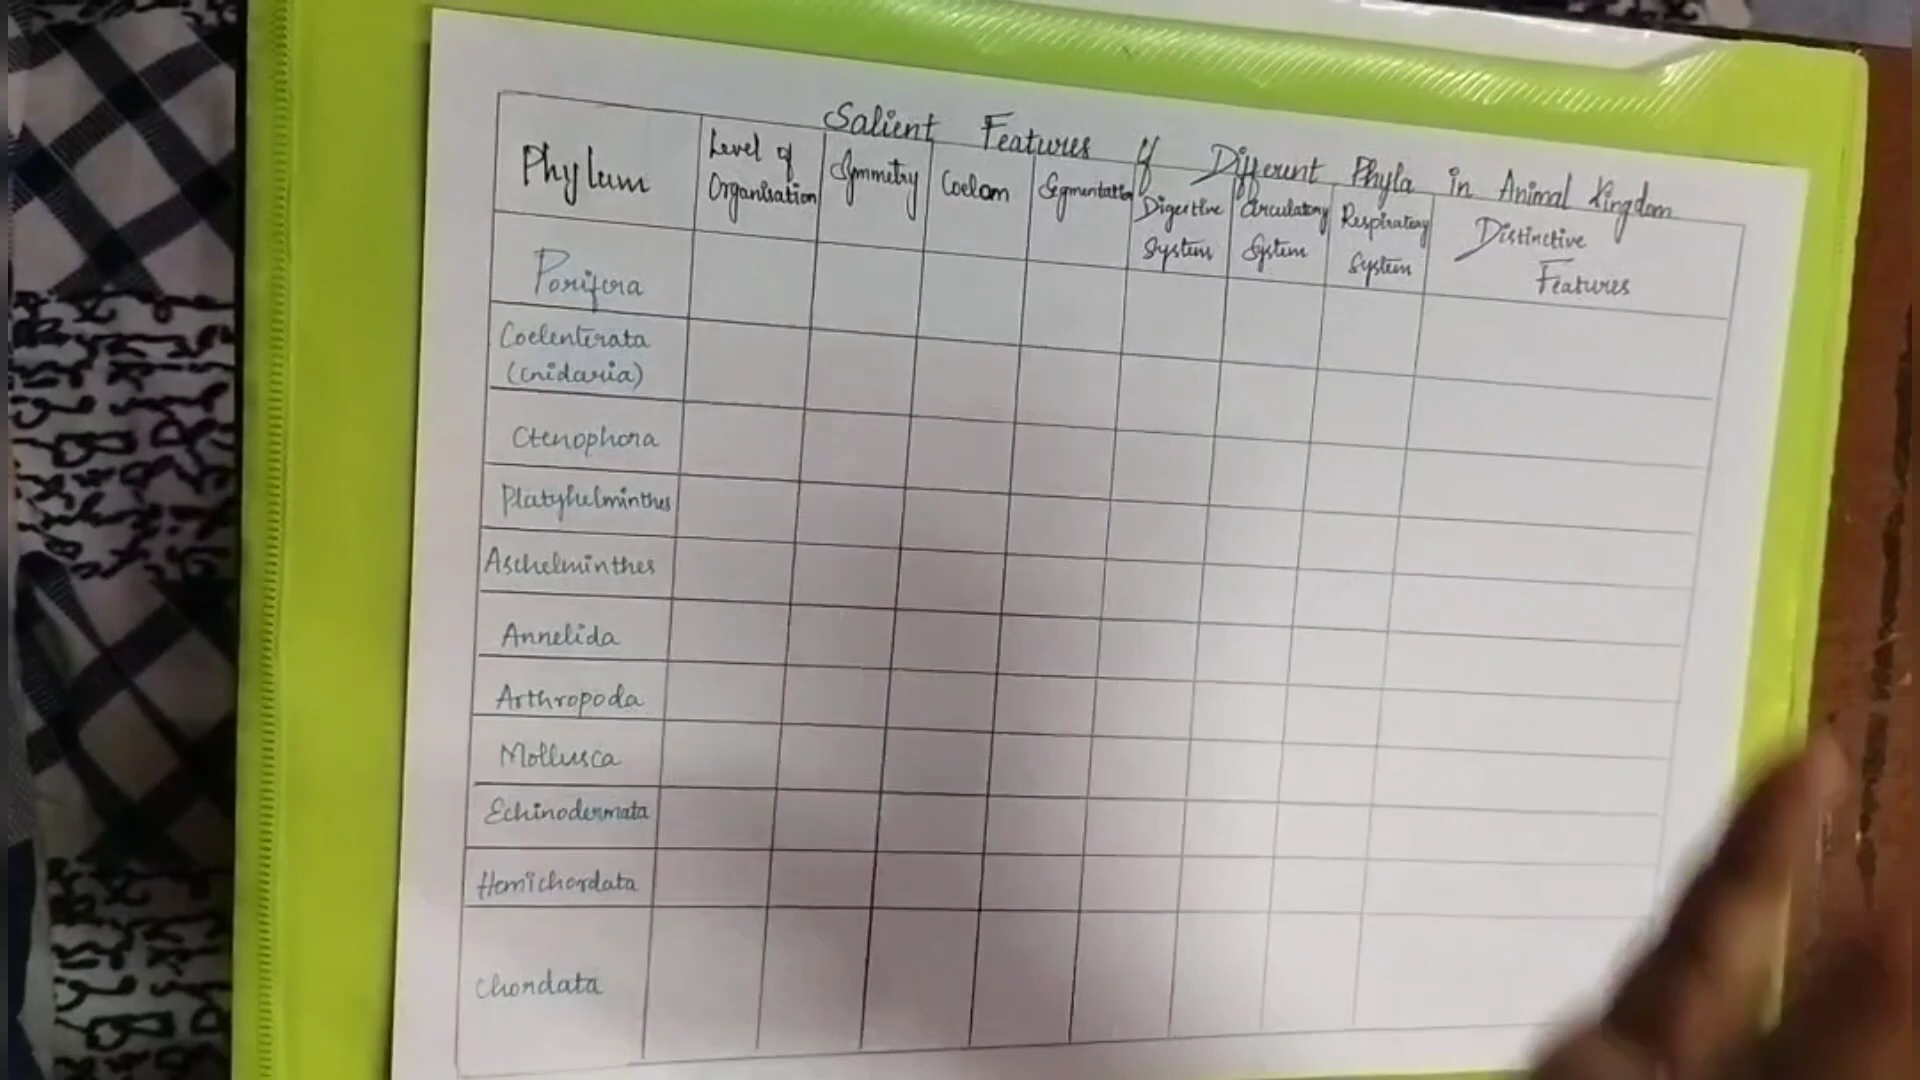 Salient Features of Different Phyla in Animal Kingdom
Phylum
Level of
Organisation
Symmetry
Coelom
Segmentation
Digestive
System
Circulatory
System
Respiratory
System
Distinctive
Features
Porifera
Coelenterata
(Cnidaria)
Ctenophora
Platyhelminthes
Aschelminthes
Annelida
Arthropoda
Mollusca
Echinodermata
Hemichordata
Chordata